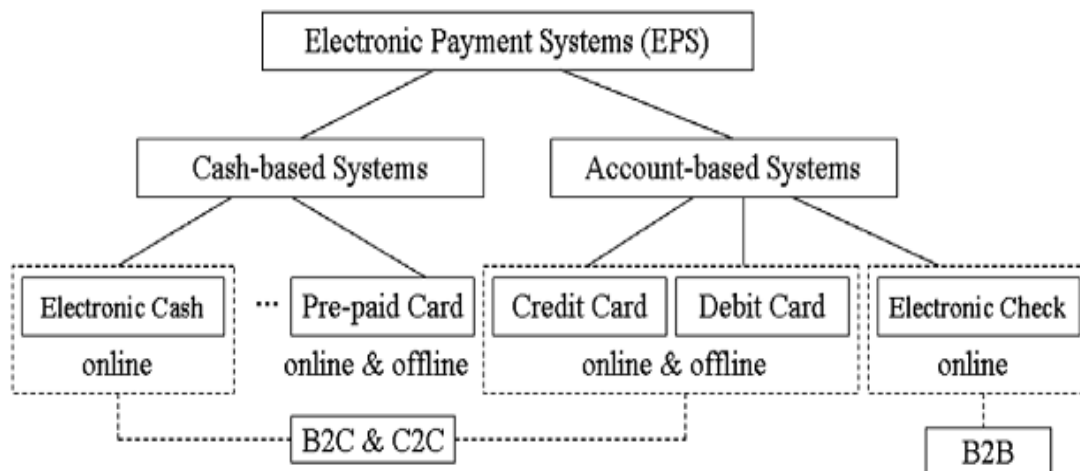 Electronic Payment Systems (EPS)
Cash-based Systems
Account-based Systems
Electronic Cash
...
Pre-paid Card
Credit Card
Debit Card
Electronic Check
online
online & offline
online & offline
online
B2C & C2C
B2B